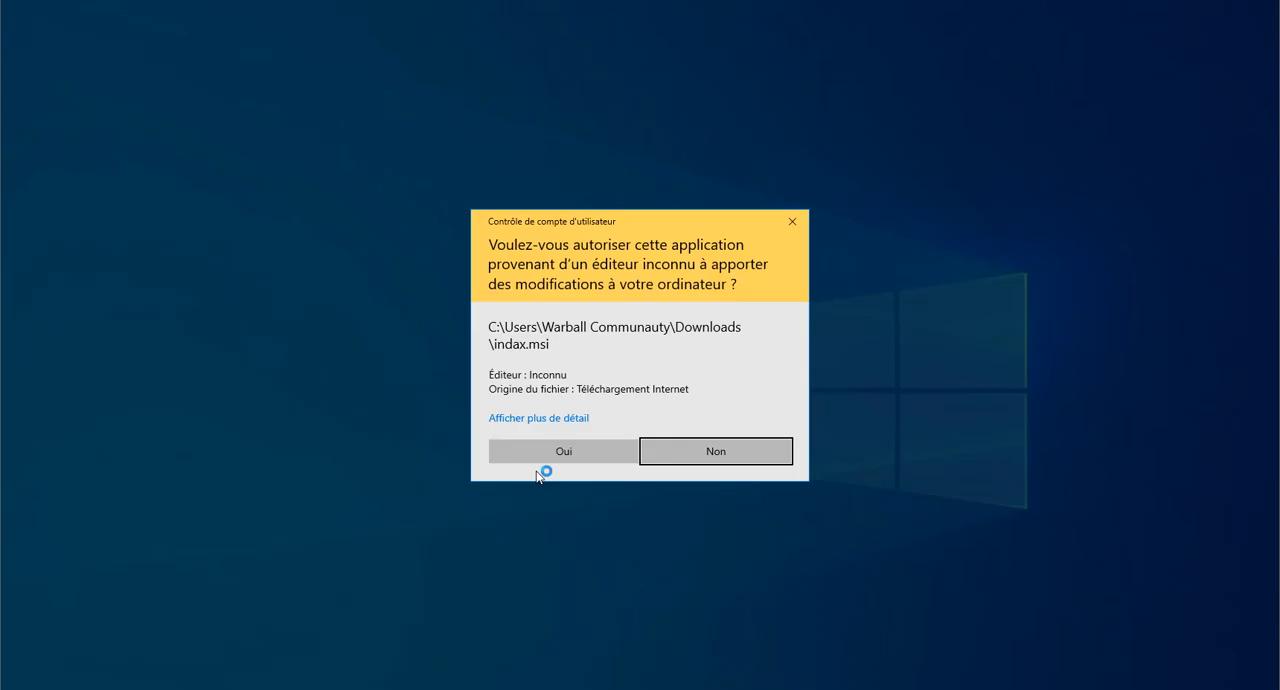 Contrôle de compte d'utilisateur
Voulez-vous autoriser cette application
provenant d'un éditeur inconnu à apporter
des modifications à votre ordinateur ?
C:\Users\Warball Communauty\Downloads
\indax.msi
Éditeur : Inconnu
Origine du fichier : Téléchargement Internet
Afficher plus de détail
Oui Non